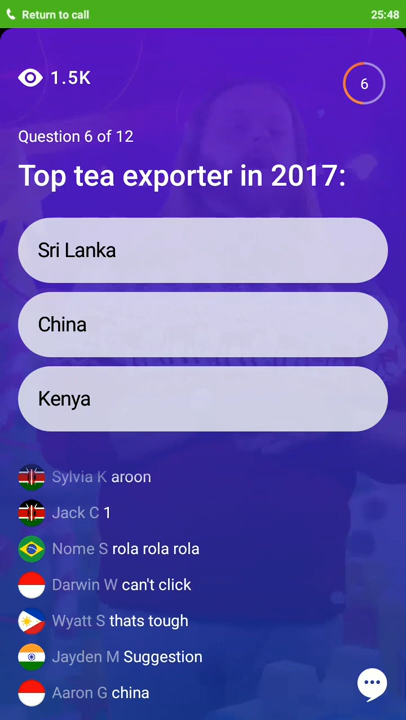 Return to call 25:48
1.5K 6
Question 6 of 12
Top tea exporter in 2017:
Sri Lanka
China
Kenya
Sylvia K aroon
Jack C 1
Nome S rola rola rola
Darwin W can't click
Wyatt S thats tough
Jayden M Suggestion
Aaron G china